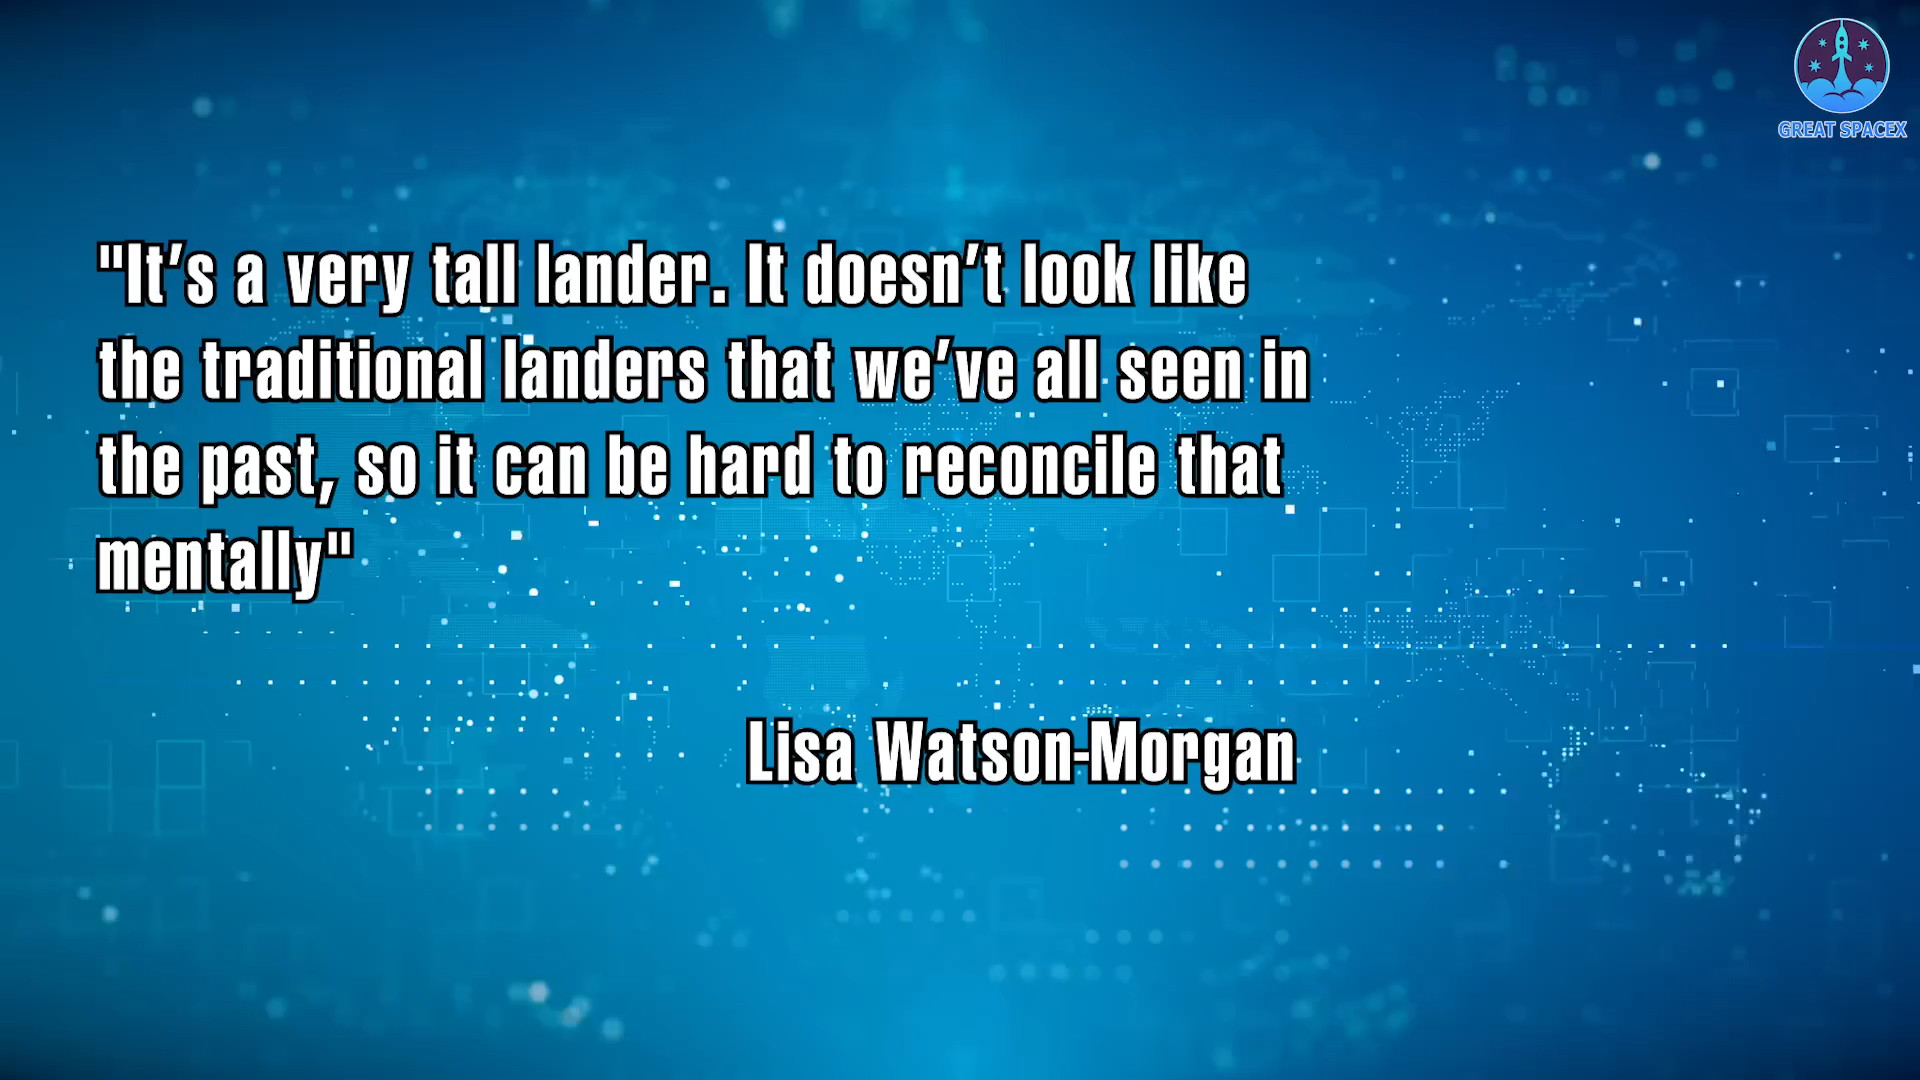 GREAT SPACEX
"It’s a very tall lander. It doesn’t look like
the traditional landers that we’ve all seen in
the past, so it can be hard to reconcile that
mentally"
Lisa Watson-Morgan